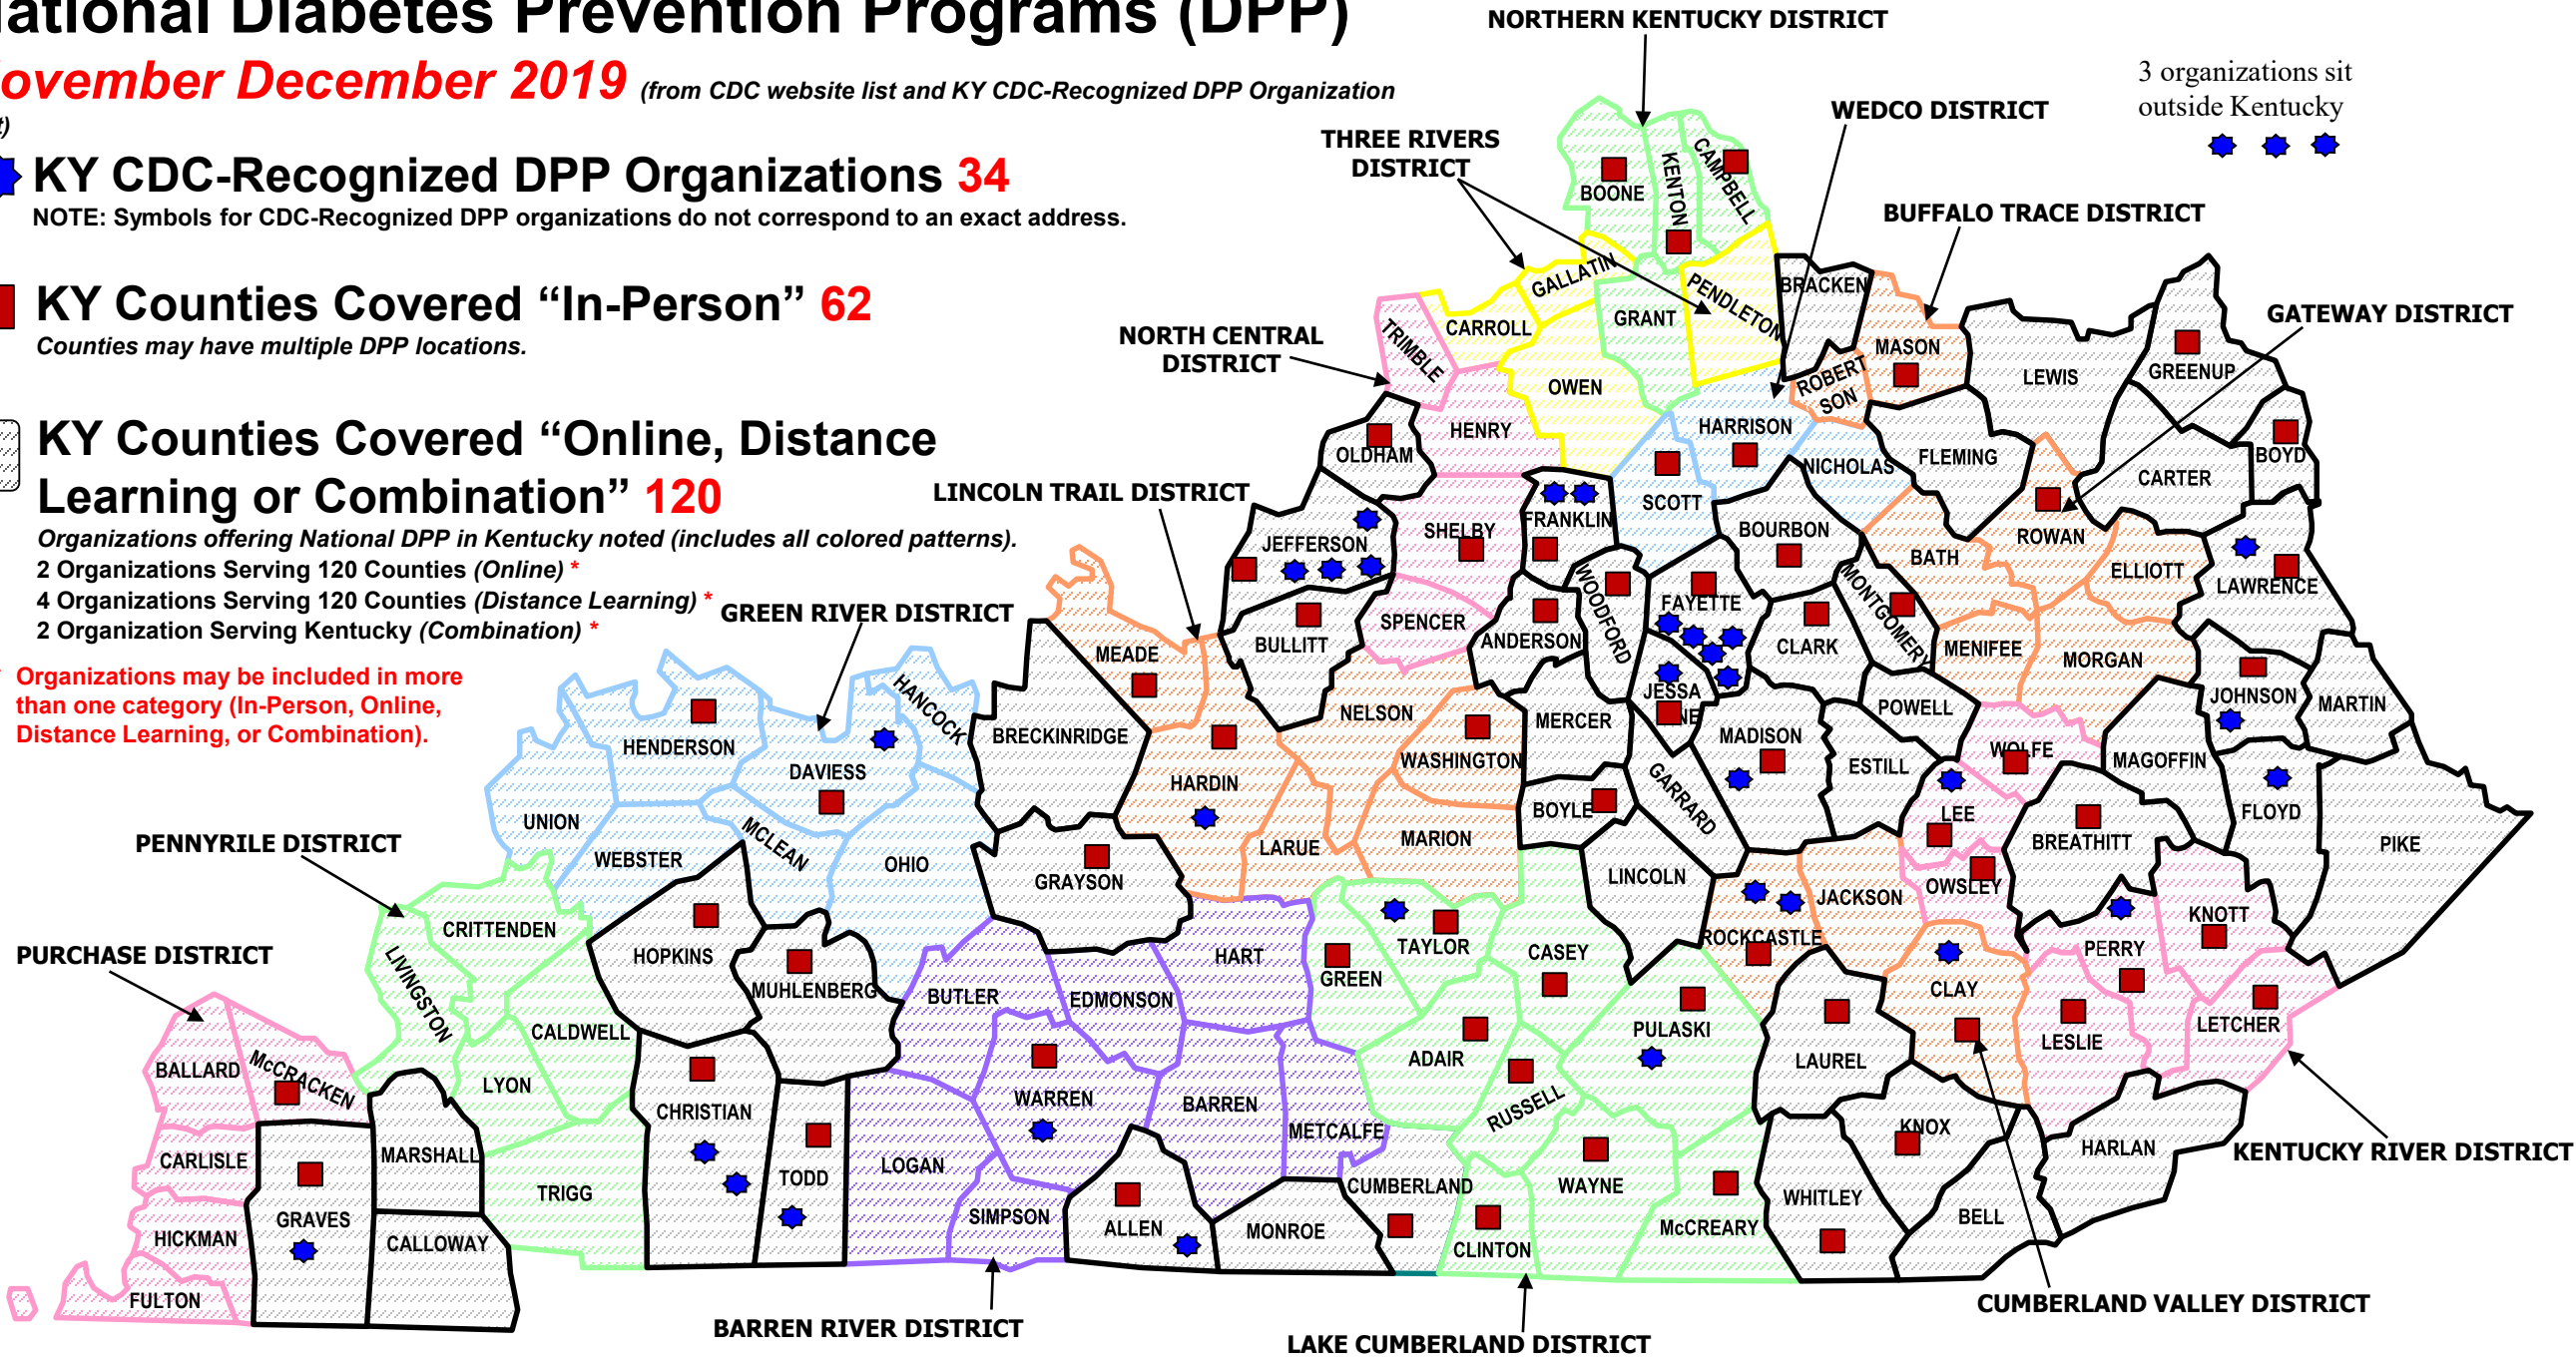 ational Diabetes Prevention Programs (DPP)
ovember December 2019 (from CDC website list and KY CDC-Recognized DPP Organization
t)
KY CDC-Recognized DPP Organizations 34
NOTE: Symbols for CDC-Recognized DPP organizations do not correspond to an exact address.
KY Counties Covered “In-Person” 62
Counties may have multiple DPP locations.
KY Counties Covered “Online, Distance
Learning or Combination” 120
Organizations offering National DPP in Kentucky noted (includes all colored patterns).
2 Organizations Serving 120 Counties (Online) *
4 Organizations Serving 120 Counties (Distance Learning) *
2 Organization Serving Kentucky (Combination) *
Organizations may be included in more
than one category (In-Person, Online,
Distance Learning, or Combination).
3 organizations sit
outside Kentucky
NORTHERN KENTUCKY DISTRICT
WEDCO DISTRICT
THREE RIVERS
DISTRICT
BUFFALO TRACE DISTRICT
GATEWAY DISTRICT
NORTH CENTRAL
DISTRICT
LINCOLN TRAIL DISTRICT
GREEN RIVER DISTRICT
PENNYRILE DISTRICT
PURCHASE DISTRICT
BARREN RIVER DISTRICT
LAKE CUMBERLAND DISTRICT
CUMBERLAND VALLEY DISTRICT
KENTUCKY RIVER DISTRICT
BOONE
KENTON
CAMPBELL
GALLATIN
PENDLETON
BRACKEN
GRANT
CARROLL
TRIMBLE
OWEN
MASON
ROBERT
SON
LEWIS
GREENUP
HENRY
HARRISON
OLDHAM
NICHOLAS
FLEMING
CARTER
BOYD
SCOTT
FRANKLIN
SHELBY
JEFFERSON
BOURBON
ROWAN
BATH
ELLIOTT
LAWRENCE
WOODFORD
FAYETTE
MONTGOMERY
SPENCER
ANDERSON
BULLITT
CLARK
MENIFEE
MORGAN
MEADE
JESSA
NE
JOHNSON
MARTIN
HANCOCK
NELSON
MERCER
POWELL
BRECKINRIDGE
HENDERSON
MADISON
WOLFE
WASHINGTON
MAGOFFIN
DAVIESS
HARDIN
GARRARD
ESTILL
UNION
BOYLE
LEE
FLOYD
MCLEAN
LARUE
MARION
BREATHITT
PIKE
WEBSTER
OHIO
GRAYSON
LINCOLN
JACKSON
OWSLEY
CRITTENDEN
KNOTT
ROCKCASTLE
TAYLOR
CASEY
PERRY
HOPKINS
HART
GREEN
LIVINGSTON
MUHLENBERG
BUTLER
EDMONSON
CLAY
CALDWELL
PULASKI
LETCHER
LESLIE
BALLARD
McCRACKEN
LYON
ADAIR
LAUREL
CHRISTIAN
WARREN
BARREN
RUSSELL
METCALFE
KNOX
HARLAN
CARLISLE
MARSHALL
TODD
LOGAN
TRIGG
CUMBERLAND
WAYNE
WHITLEY
GRAVES
SIMPSON
ALLEN
MONROE
McCREARY
BELL
HICKMAN
CALLOWAY
CLINTON
FULTON